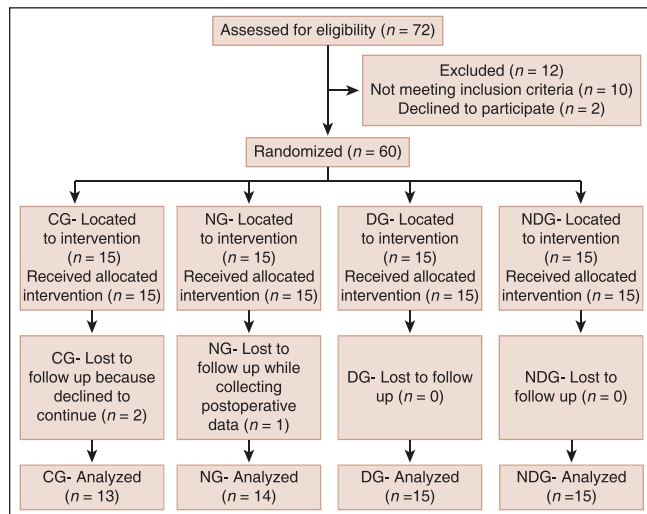 Assessed for eligibility (n = 72)
Excluded (n = 12)
Not meeting inclusion criteria (n = 10)
Declined to participate (n = 2)
Randomized (n = 60)
CG- Located
to intervention
(n = 15)
Received allocated
intervention (n = 15)
NG- Located
to intervention
(n = 15)
Received allocated
intervention (n = 15)
DG- Located
to intervention
(n = 15)
Received allocated
intervention (n = 15)
NDG- Located
to intervention
(n = 15)
Received allocated
intervention (n = 15)
CG- Lost to
follow up because
declined to
continue (n = 2)
NG- Lost to
follow up while
collecting
postoperative
data (n = 1)
DG- Lost to follow
up (n = 0)
NDG- Lost to
follow up (n = 0)
CG- Analyzed
(n = 13)
NG- Analyzed
(n = 14)
DG- Analyzed
(n =15)
NDG- Analyzed
(n =15)